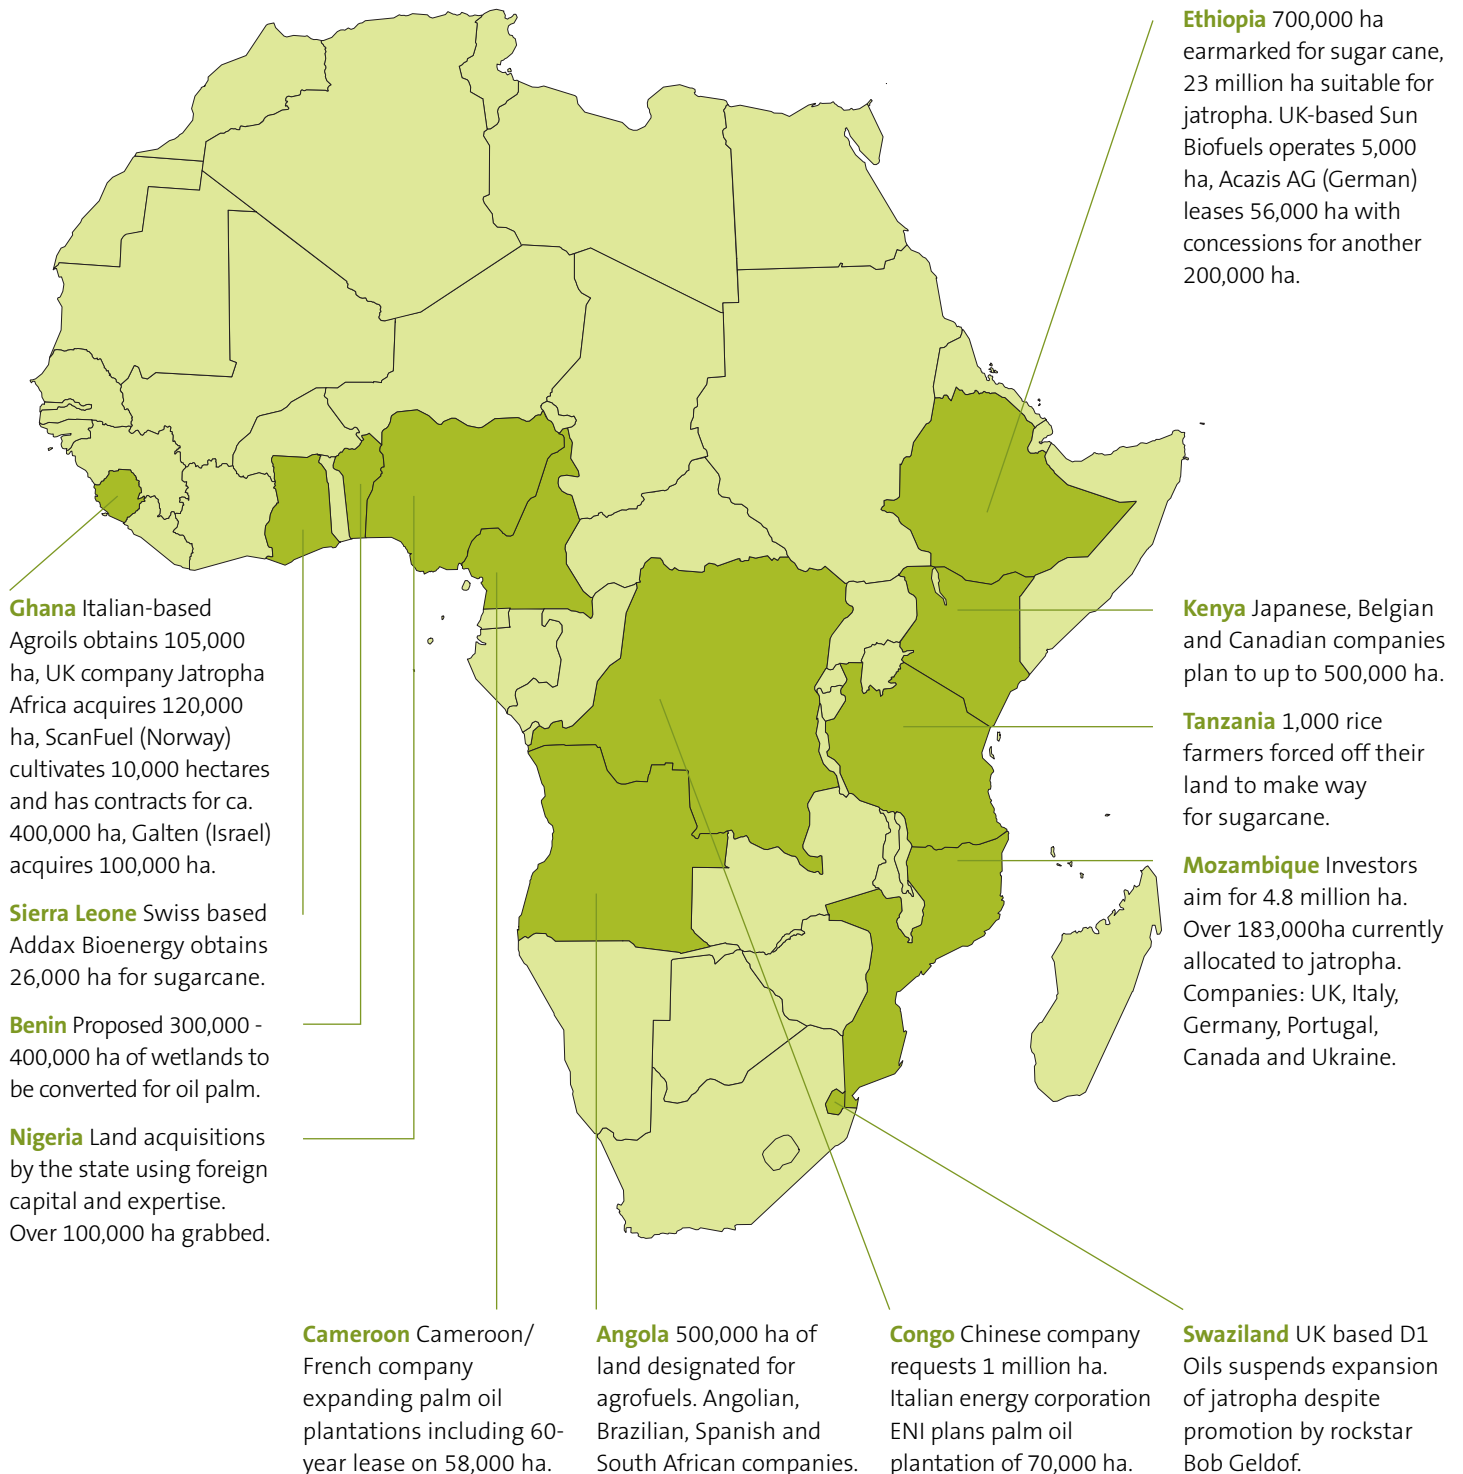 Ethiopia 700,000 ha
earmarked for sugar cane,
23 million ha suitable for
jatropha. UK-based Sun
Biofuels operates 5,000
ha, Acazis AG (German)
leases 56,000 ha with
concessions for another
200,000 ha.
Ghana Italian-based
Agroils obtains 105,000
ha, UK company Jatropha
Africa acquires 120,000
ha, ScanFuel (Norway)
cultivates 10,000 hectares
and has contracts for ca.
400,000 ha, Galten (Israel)
acquires 100,000 ha.
Sierra Leone Swiss based
Addax Bioenergy obtains
26,000 ha for sugarcane.
Benin Proposed 300,000 -
400,000 ha of wetlands to
be converted for oil palm.
Nigeria Land acquisitions
by the state using foreign
capital and expertise.
Over 100,000 ha grabbed.
Kenya Japanese, Belgian
and Canadian companies
plan to up to 500,000 ha.
Tanzania 1,000 rice
farmers forced off their
land to make way
for sugarcane.
Mozambique Investors
aim for 4.8 million ha.
Over 183,000ha currently
allocated to jatropha.
Companies: UK, Italy,
Germany, Portugal,
Canada and Ukraine.
Cameroon Cameroon/
French company
expanding palm oil
plantations including 60-
year lease on 58,000 ha.
Angola 500,000 ha of
land designated for
agrofuels. Angolian,
Brazilian, Spanish and
South African companies.
Congo Chinese company
requests 1 million ha.
Italian energy corporation
ENI plans palm oil
plantation of 70,000 ha.
Swaziland UK based D1
Oils suspends expansion
of jatropha despite
promotion by rockstar
Bob Geldof.